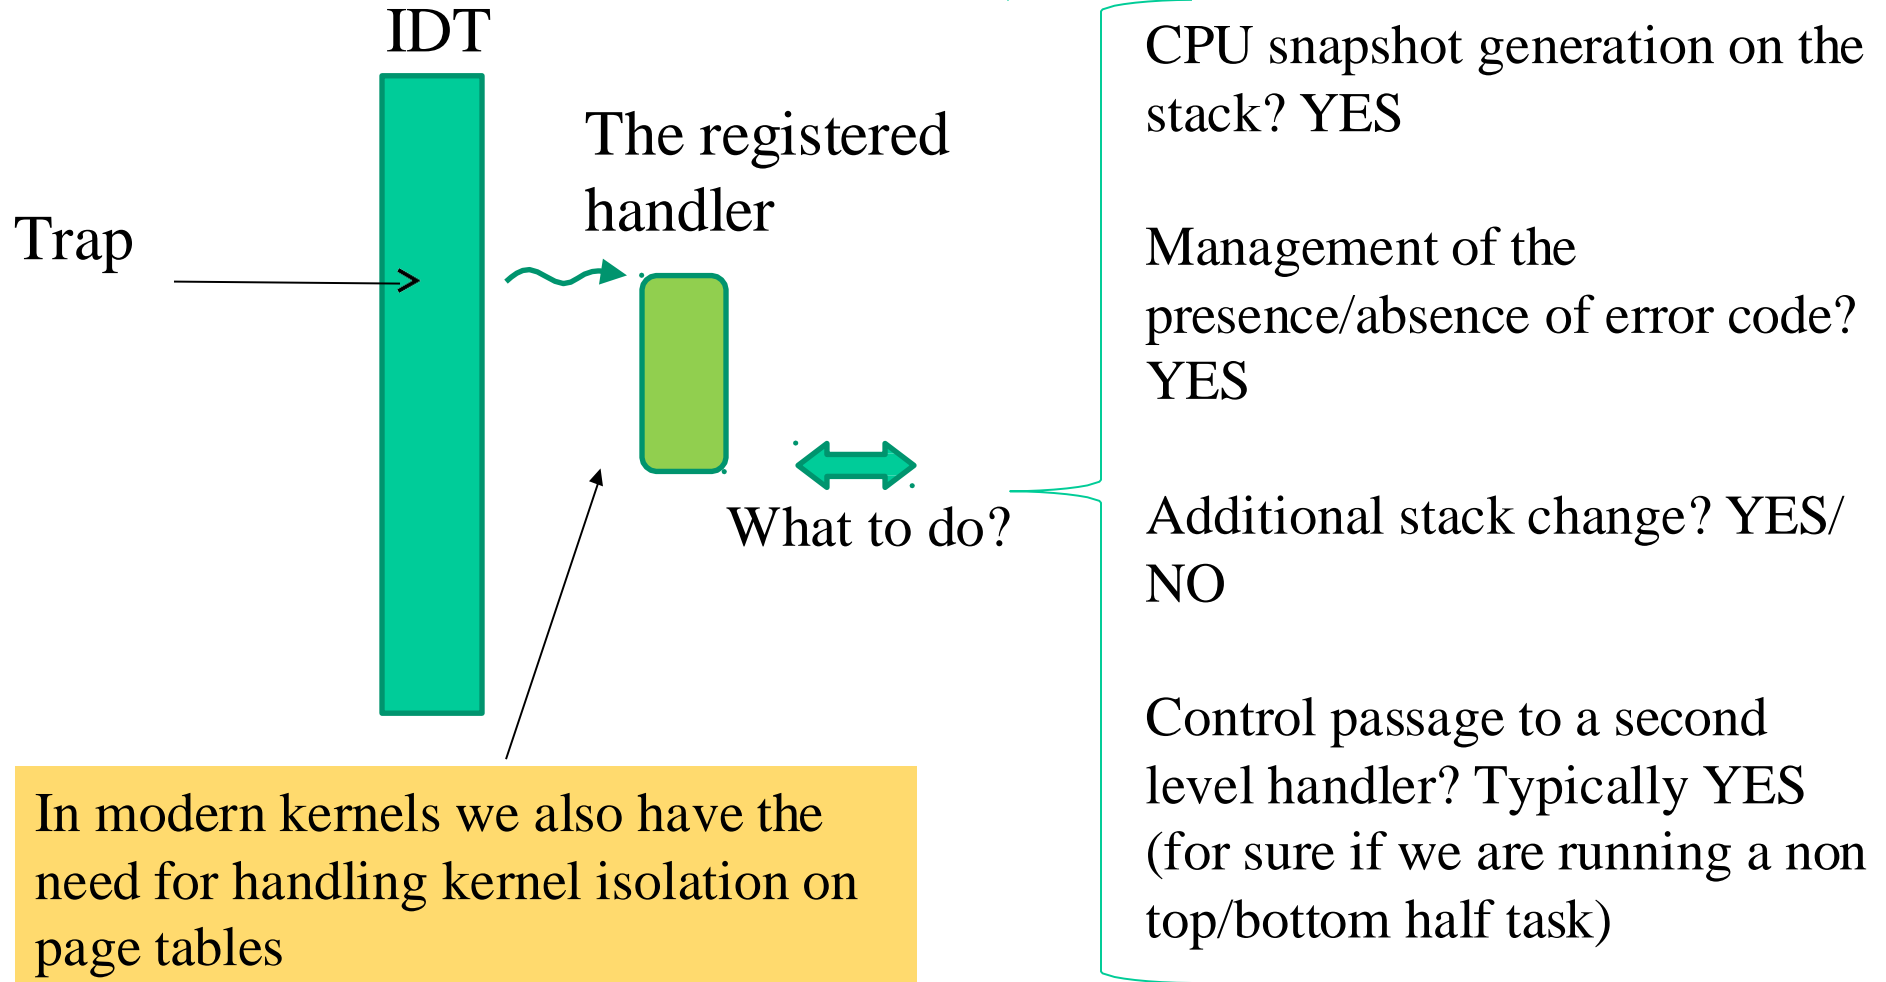 IDT
The registered
handler
Trap
What to do?
In modern kernels we also have the
need for handling kernel isolation on
page tables
CPU snapshot generation on the
stack? YES
Management of the
presence/absence of error code?
YES
Additional stack change? YES/
NO
Control passage to a second
level handler? Typically YES
(for sure if we are running a non
top/bottom half task)